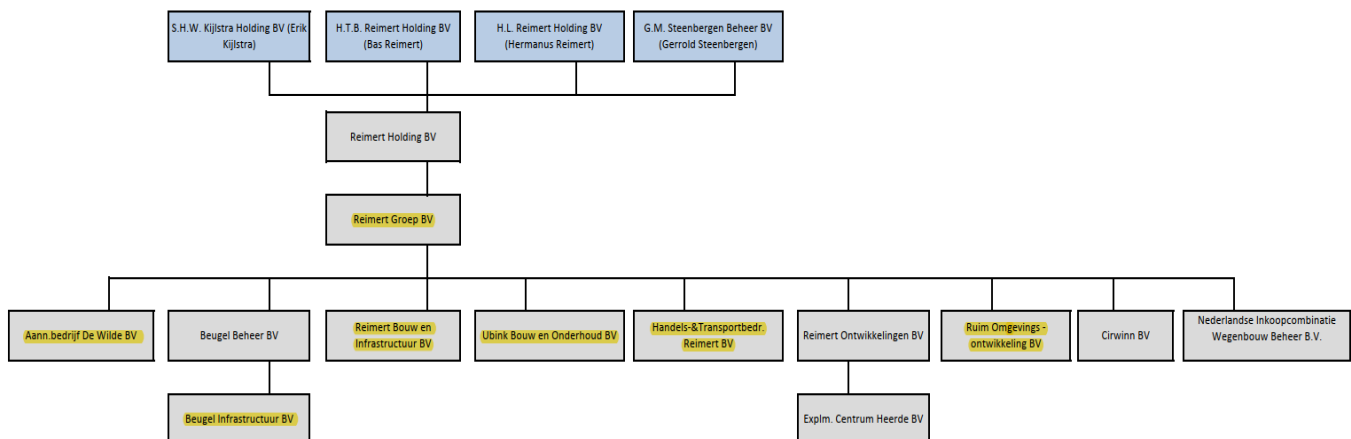 S.H.W. Kijlstra Holding BV (Erik
Kijlstra)
H.T.B. Reimert Holding BV
(Bas Reimert)
H.L. Reimert Holding BV
(Hermanus Reimert)
G.M. Steenbergen Beheer BV
(Gerrold Steenbergen)
Reimert Holding BV
Reimert Groep BV
Aann.bedrijf De Wilde BV
Beugel Beheer BV
Reimert Bouw en
Infrastructuur BV
Ubink Bouw en Onderhoud BV
Handels-&Transportbedr.
Reimert BV
Reimert Ontwikkelingen BV
Ruim Omgevings -
ontwikkeling BV
Cirwinn BV
Nederlandse Inkoopcombinatie
Wegenbouw Beheer B.V.
Beugel Infrastructuur BV
Explm. Centrum Heerde BV